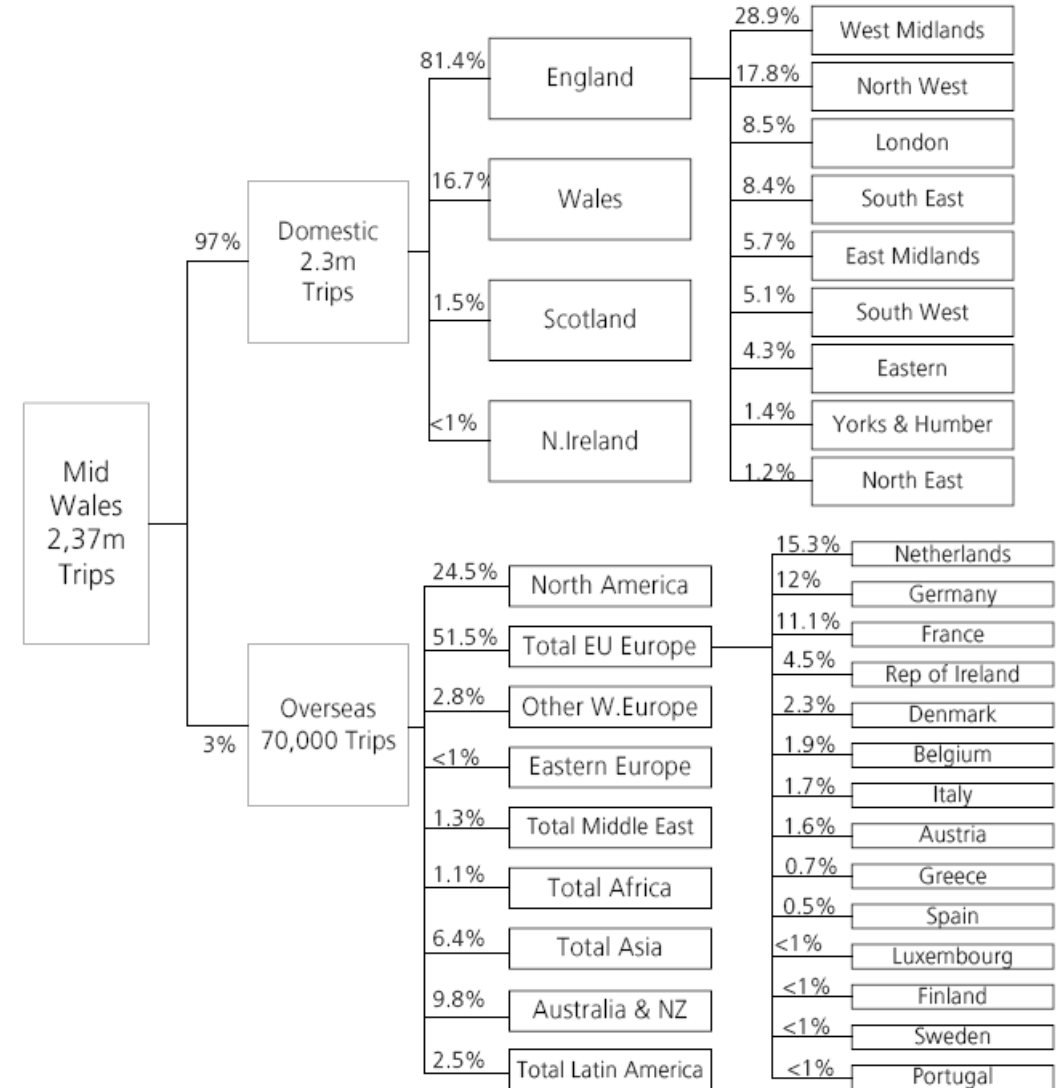 Mid
Wales
2,37m
Trips
97%
Domestic
2.3m
Trips
81.4%
England
16.7%
Wales
1.5%
Scotland
<1%
N.Ireland
28.9%
West Midlands
17.8%
North West
8.5%
London
8.4%
South East
5.7%
East Midlands
5.1%
South West
4.3%
Eastern
1.4%
Yorks & Humber
1.2%
North East
3%
Overseas
70,000 Trips
24.5%
North America
51.5%
Total EU Europe
2.8%
Other W.Europe
<1%
Eastern Europe
1.3%
Total Middle East
1.1%
Total Africa
6.4%
Total Asia
9.8%
Australia & NZ
2.5%
Total Latin America
15.3%
Netherlands
12%
Germany
11.1%
France
4.5%
Rep of Ireland
2.3%
Denmark
1.9%
Belgium
1.7%
Italy
1.6%
Austria
0.7%
Greece
0.5%
Spain
<1%
Luxembourg
<1%
Finland
<1%
Sweden
<1%
Portugal